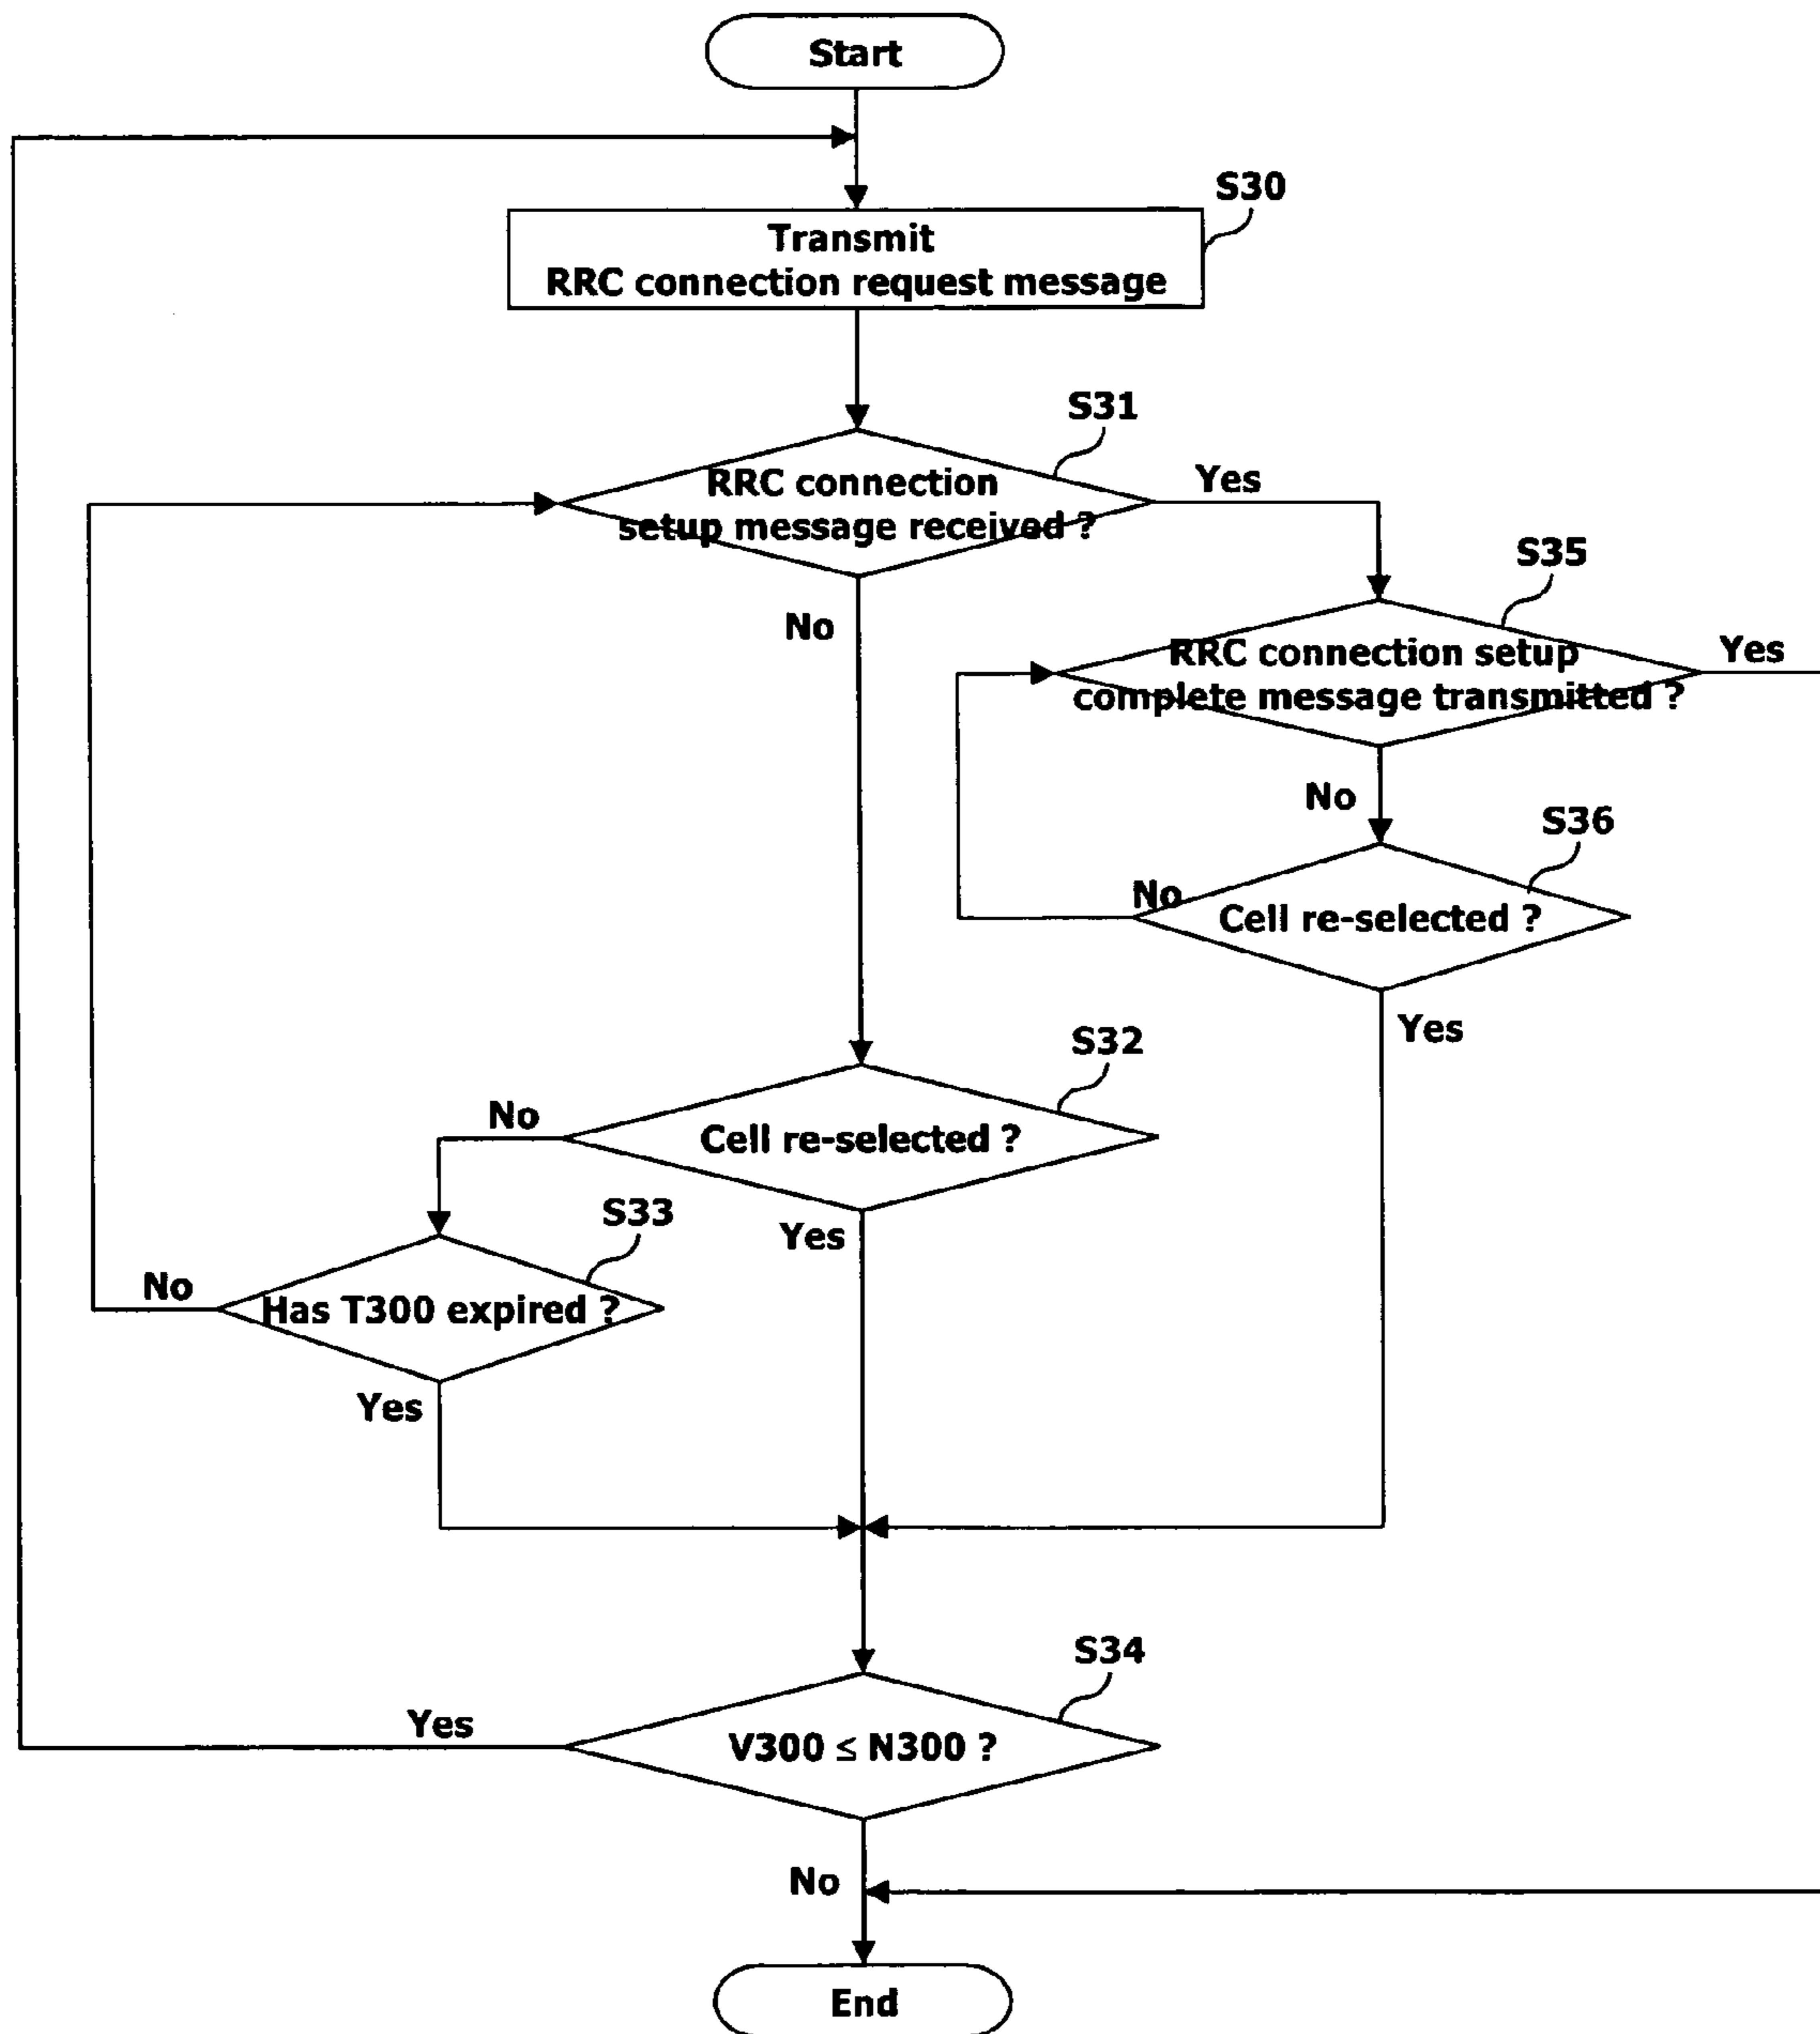 Start
S30
Transmit
RRC connection request message
S31
RRC connection
setup message received ?
Yes
S35
No
RRC connection setup
complete message transmitted ?
Yes
No
S36
No
Cell re-selected ?
Yes
S32
No
Cell re-selected ?
S33
Yes
No
Has T300 expired ?
Yes
S34
Yes
V300 ≤ N300 ?
No
End